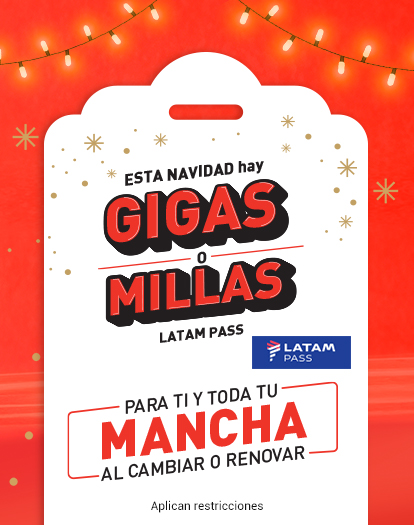 ESTA NAVIDAD hay
GIGAS
O
MILLAS
LATAM PASS
LATAM
PASS
PARA TI Y TODA TU
MANCHA
AL CAMBIAR O RENOVAR
Aplican restricciones